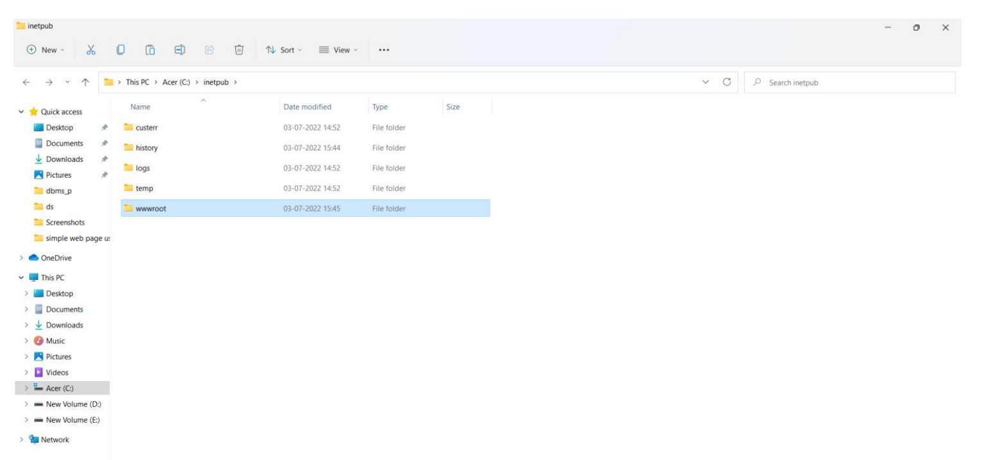 inetpub
New Sort View
This PC > Acer (C:) > inetpub > Search inetpub
Name Date modified Type Size
custerr 03-07-2022 14:52 File folder
history 03-07-2022 15:44 File folder
logs 03-07-2022 14:52 File folder
temp 03-07-2022 14:52 File folder
wwwroot 03-07-2022 15:45 File folder
Quick access
Desktop
Documents
Downloads
Pictures
dbms_p
ds
Screenshots
simple web page us
OneDrive
This PC
Desktop
Documents
Downloads
Music
Pictures
Videos
Acer (C:)
New Volume (D:)
New Volume (E:)
Network